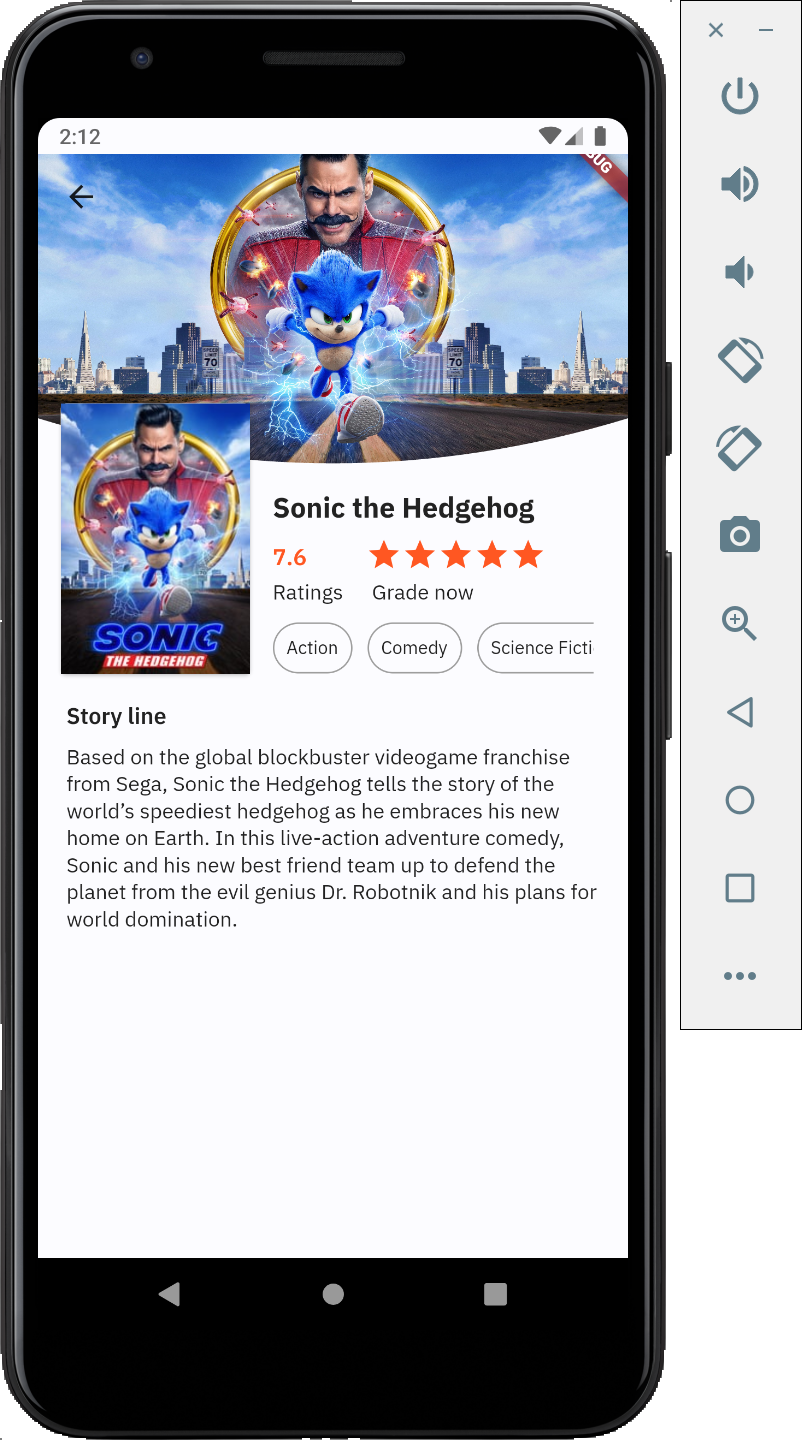 2:12
BUG
SPEED
LIMIT
70
SPEED
LIMIT
70
SONIC
THE HEDGEHOG
Sonic the Hedgehog
7.6
Ratings
Grade now
Action
Comedy
Science Ficti
Story line
Based on the global blockbuster videogame franchise
from Sega, Sonic the Hedgehog tells the story of the
world’s speediest hedgehog as he embraces his new
home on Earth. In this live-action adventure comedy,
Sonic and his new best friend team up to defend the
planet from the evil genius Dr. Robotnik and his plans for
world domination.